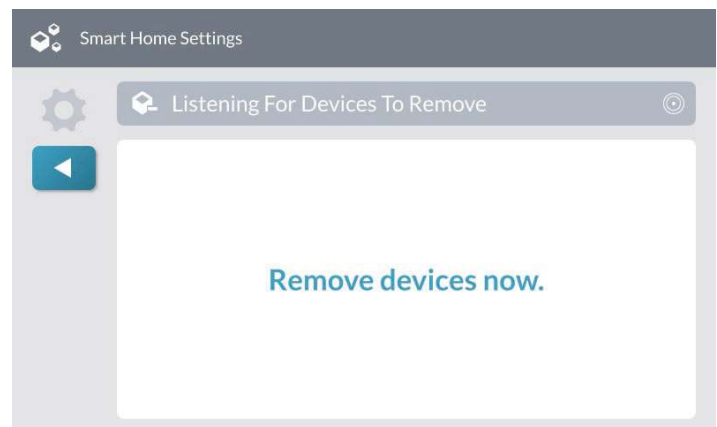 Smart Home Settings
Listening For Devices To Remove
Remove devices now.